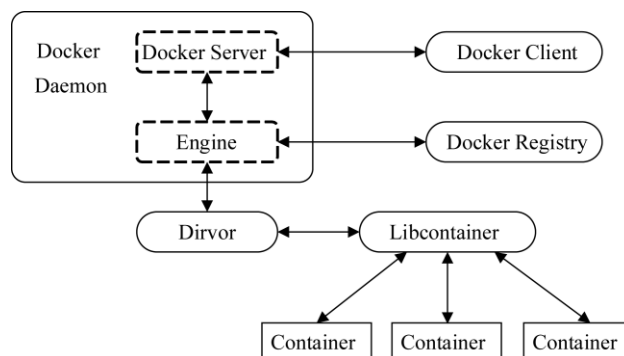 Docker
Daemon
Docker Server
Docker Client
Engine
Docker Registry
Dirvor
Libcontainer
Container
Container
Container